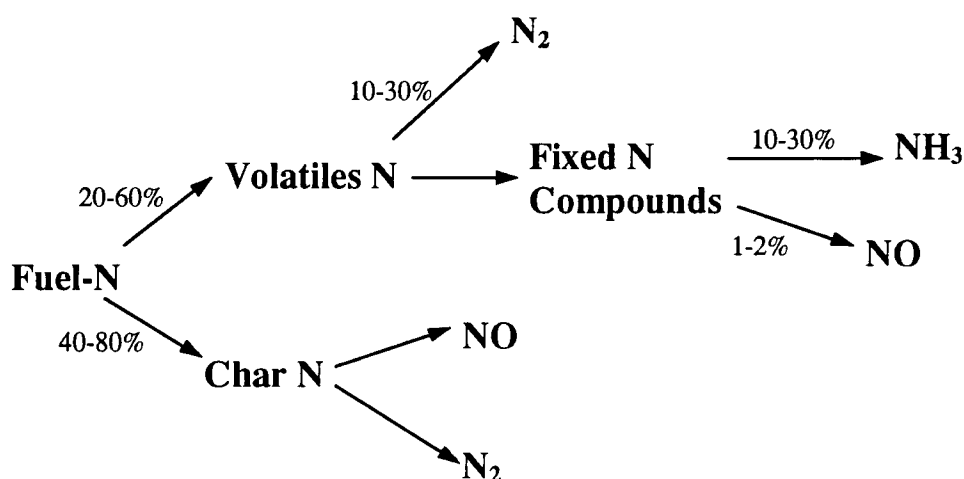 N₂
10-30%
Fixed N
Compounds
10-30%
NH₃
Volatiles N
20-60%
1-2%
NO
Fuel-N
40-80%
NO
Char N
N₂